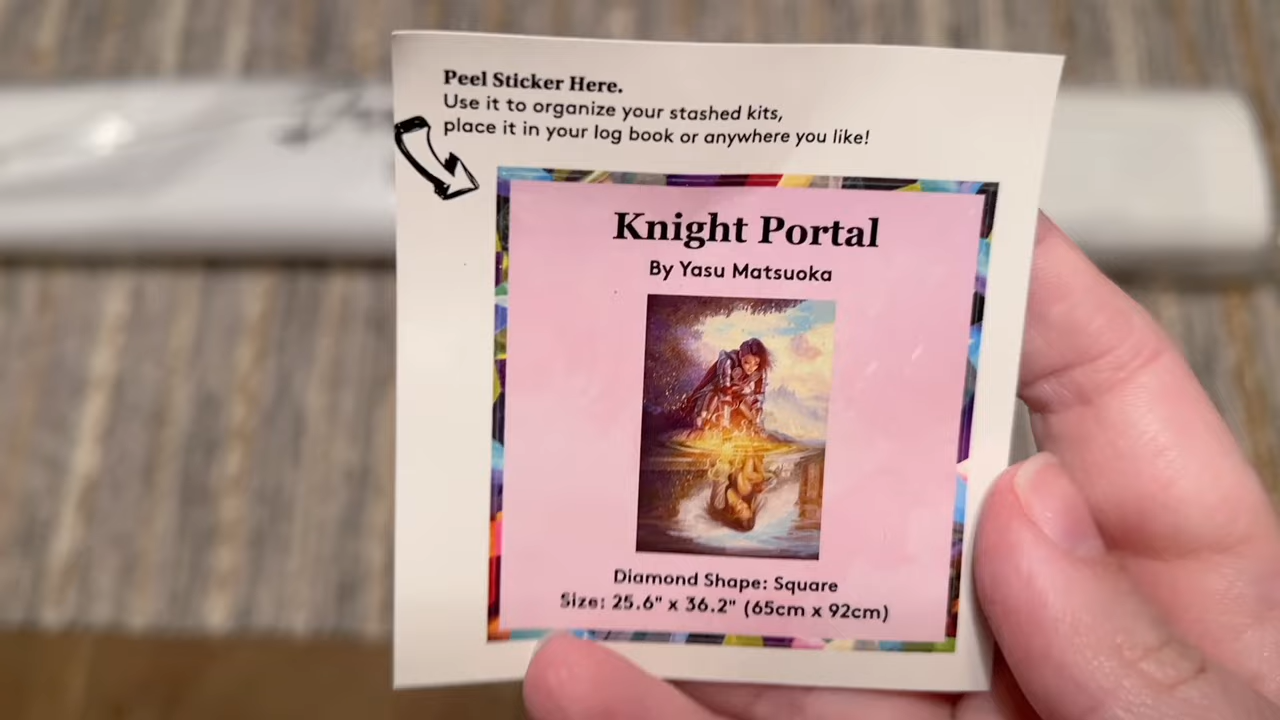 Peel Sticker Here.
Use it to organize your stashed kits,
place it in your log book or anywhere you like!
Knight Portal
By Yasu Matsuoka
Diamond Shape: Square
Size: 25.6" x 36.2" (65cm x 92cm)